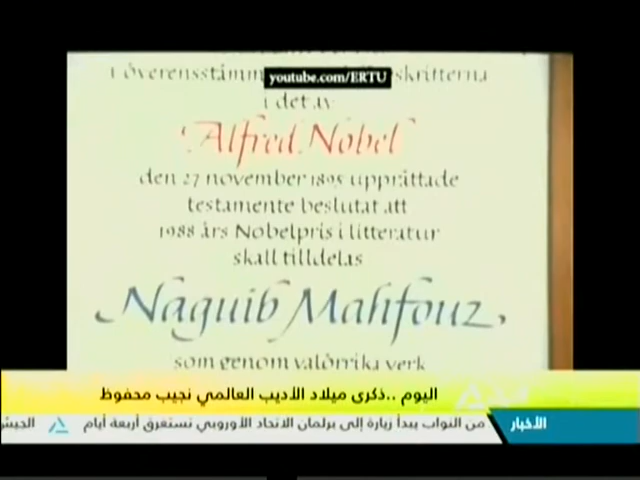 I överensstämm
skrifterna
youtube.com/ERTU
i det av
Alfred Nobel
den 27 november 1895 upprättade
testamente beslutat att
1988 års Nobelpris i litteratur
skall tilldelas
Naguib Mahfouz
som genom valörrika verk
اليوم ..ذكرى ميلاد الأديب العالمي نجيب محفوظ
الأخبار
من النواب يبدأ زيارة إلى برلمان الاتحاد الأوروبي تستغرق أربعة أيام
الجيش